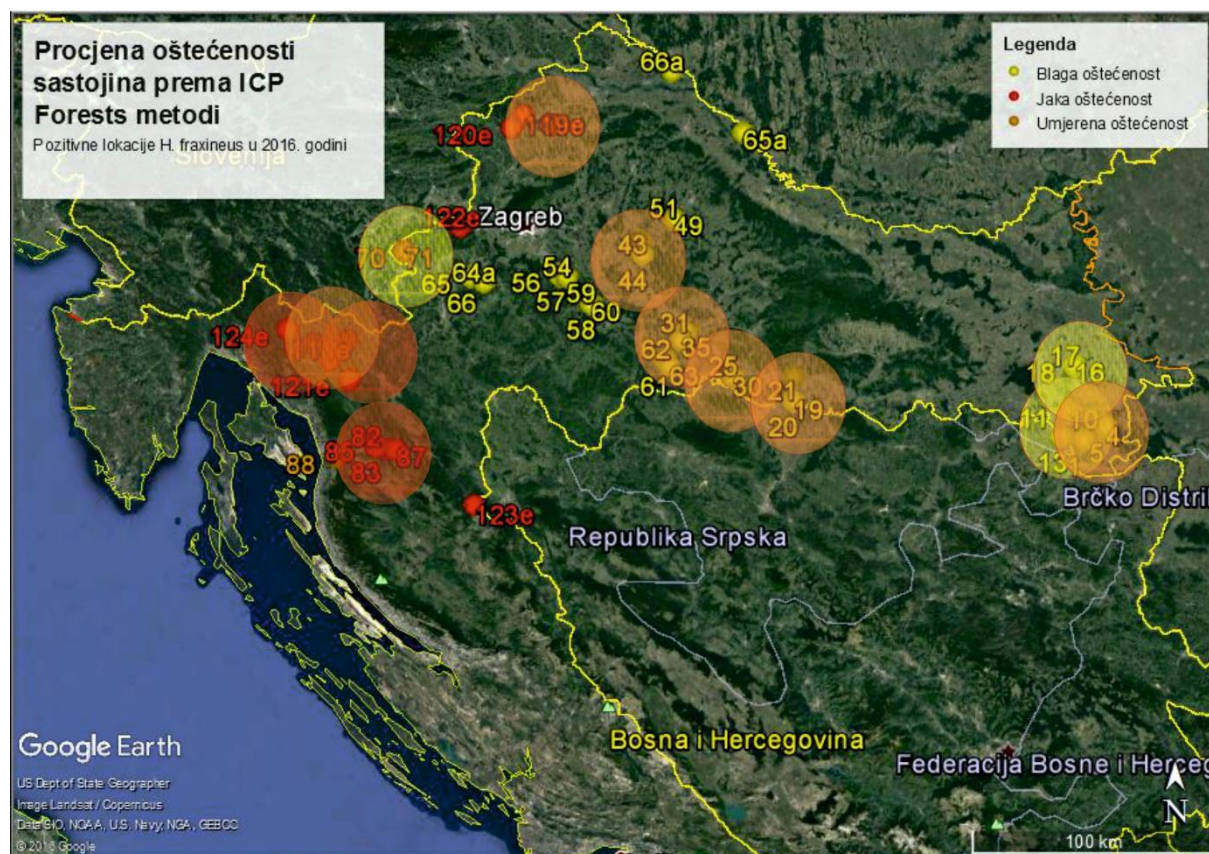 Procjena oštećenosti
sastojina prema ICP
Forests metodi
Pozitivne lokacije H. fraxineus u 2016. godini
Slovenija
Legenda
Blaga oštećenost
Jaka oštećenost
Umjerena oštećenost
66a
65a
120e
119e
122e
Zagreb
51
49
43
44
70
71
65
64a
66
56
54
57
59
60
58
124e
121e
31
62
35
63
61
25
30
21
19
20
17
18
16
11
10
4
5
13
1
82
86
87
83
88
123e
Brčko Distri
Republika Srpska
Bosna i Hercegovina
Federacija Bosne i Herceg
Google Earth
US Dept of State Geographer
Image Landsat / Copernicus
Data SIO, NOAA, U.S. Navy, NGA, GEBCO
© 2016 Google
N
100 km